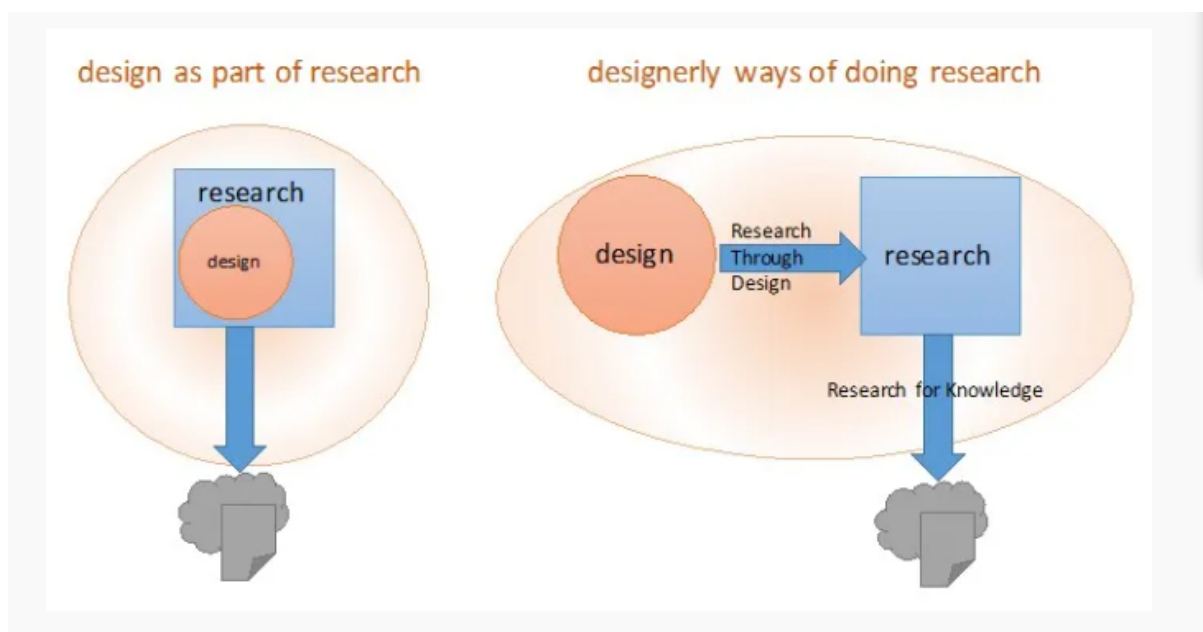 design as part of research
designerly ways of doing research
research
design
design
Research
Through
Design
research
Research for Knowledge